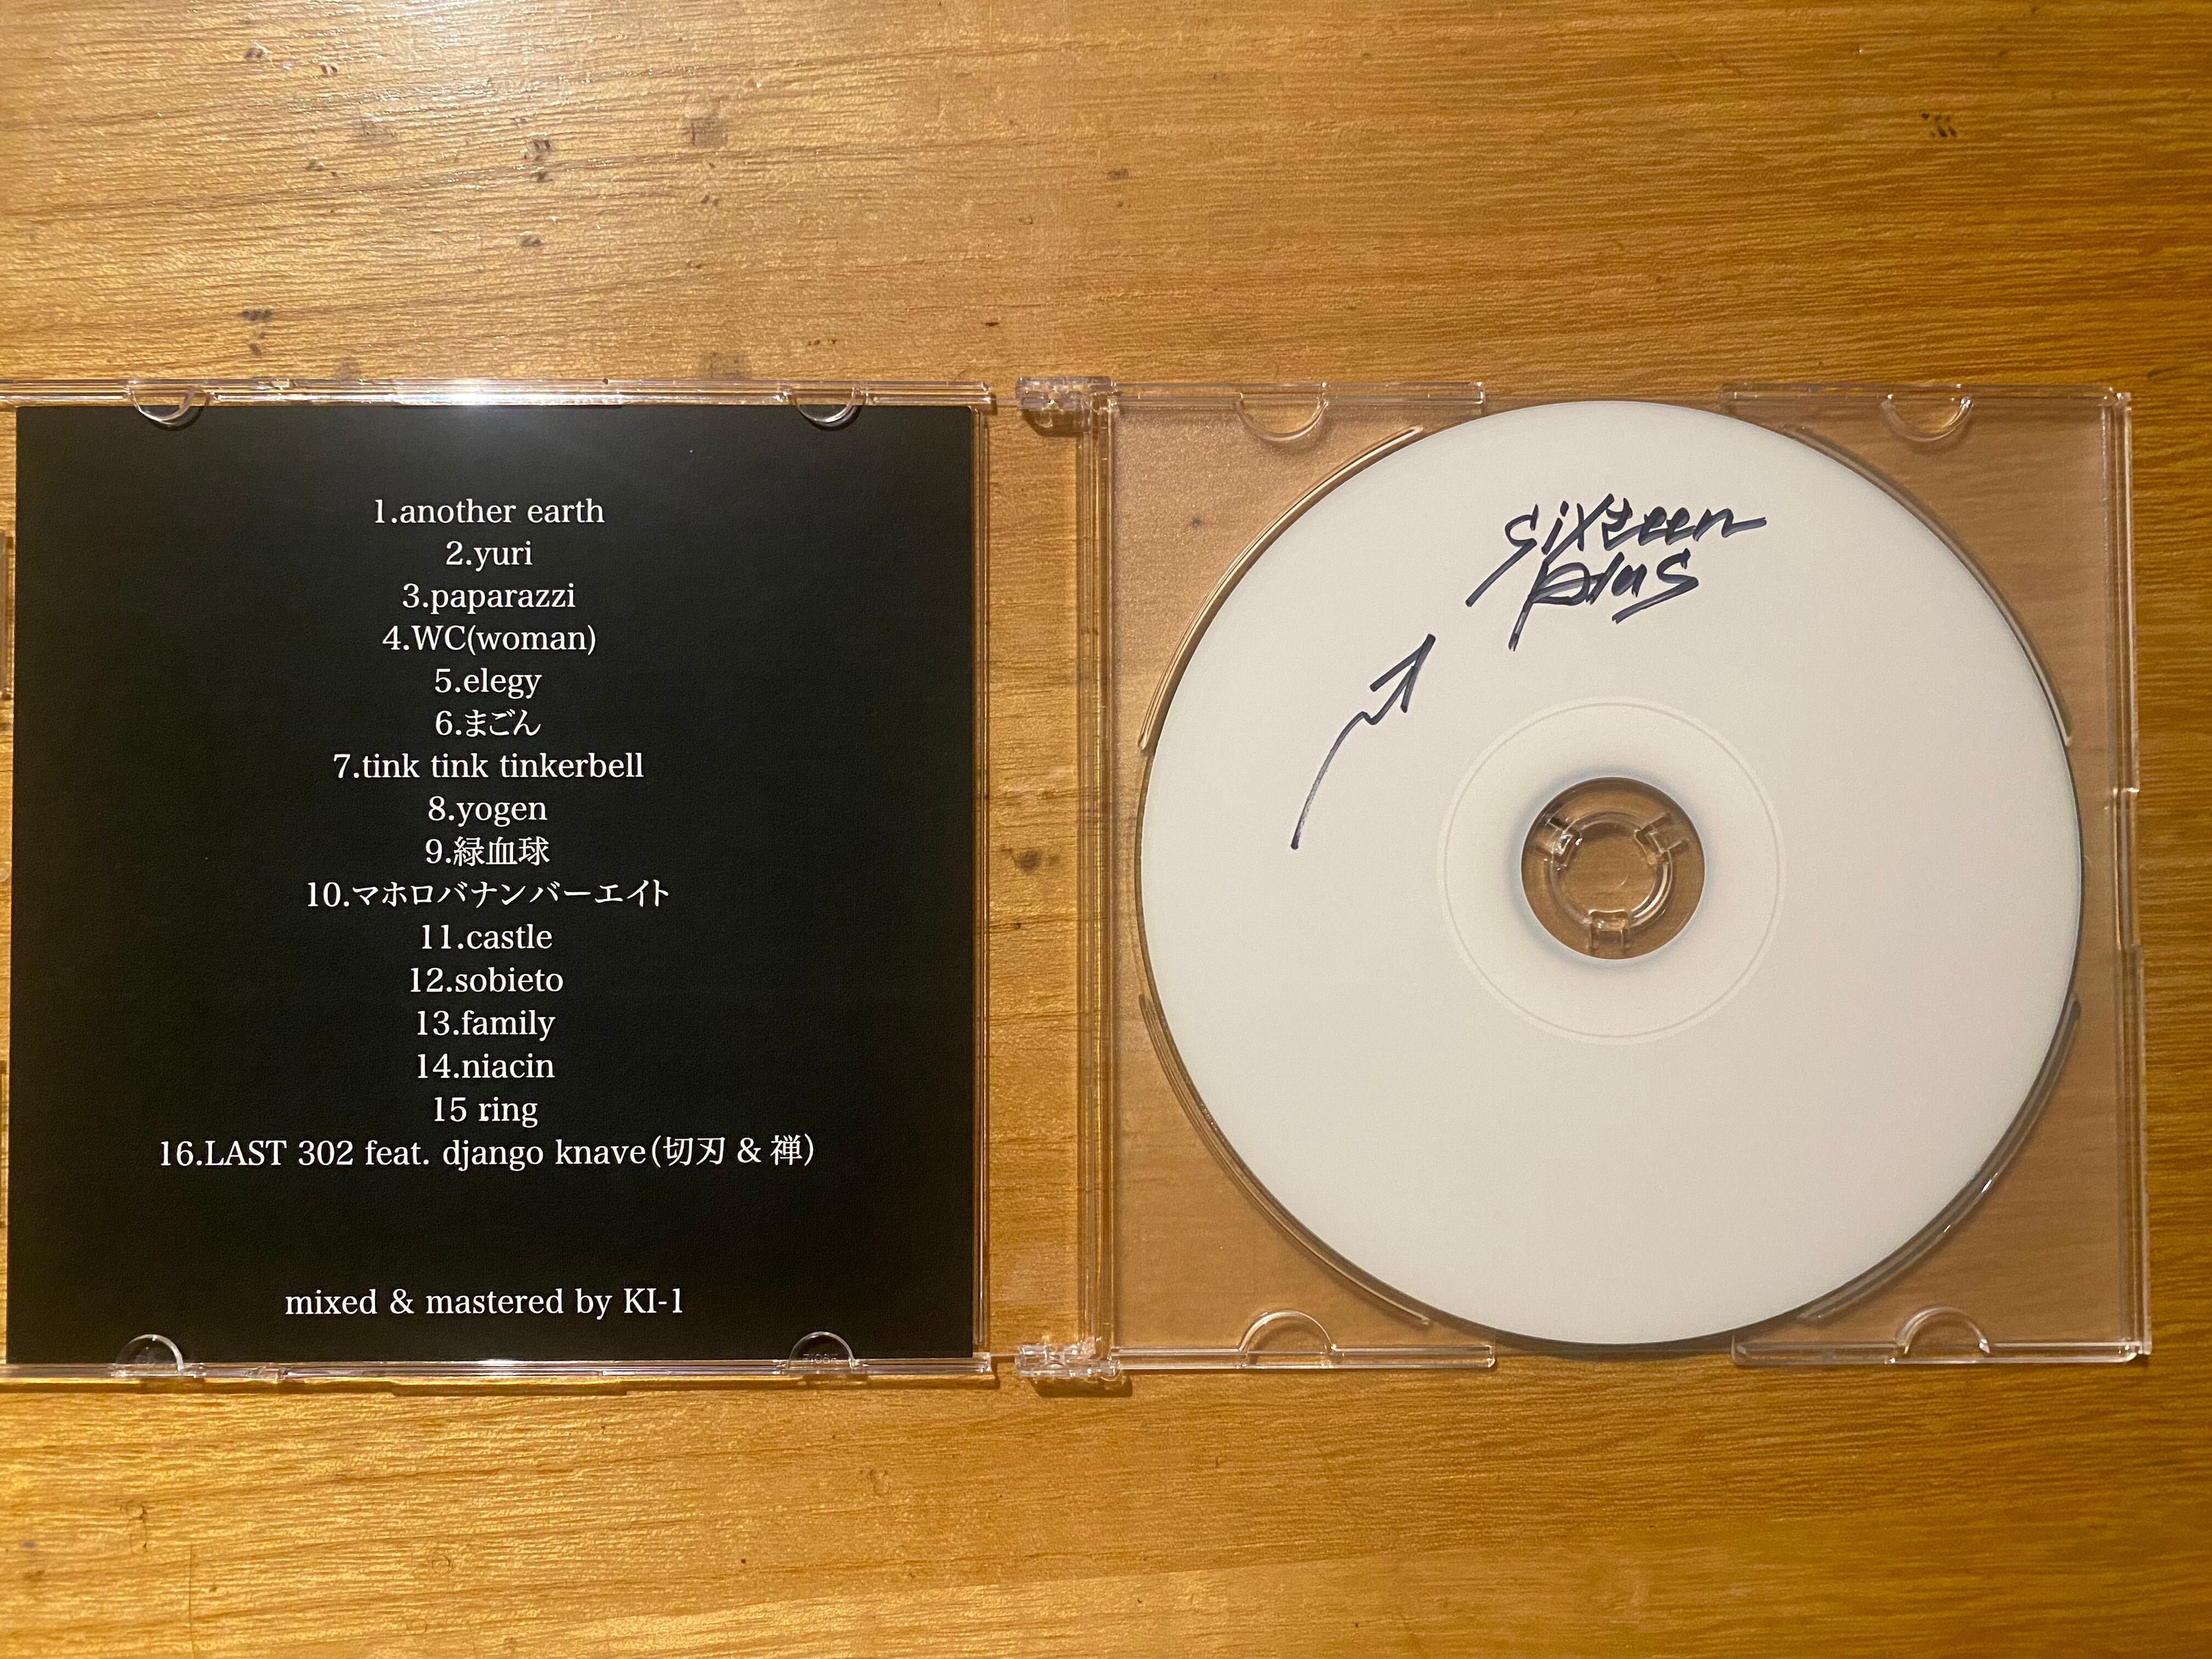 1.another earth
2.yuri
3.paparazzi
4.WC(woman)
5.elegy
6.まごん
7.tink tink tinkerbell
8.yogen
9.緑血球
10.マホロバナンバーエイト
11.castle
12.sobieto
13.family
14.niacin
15 ring
16.LAST 302 feat. django knave(切刃 & 禅)
mixed & mastered by KI-1
sixteen
plus